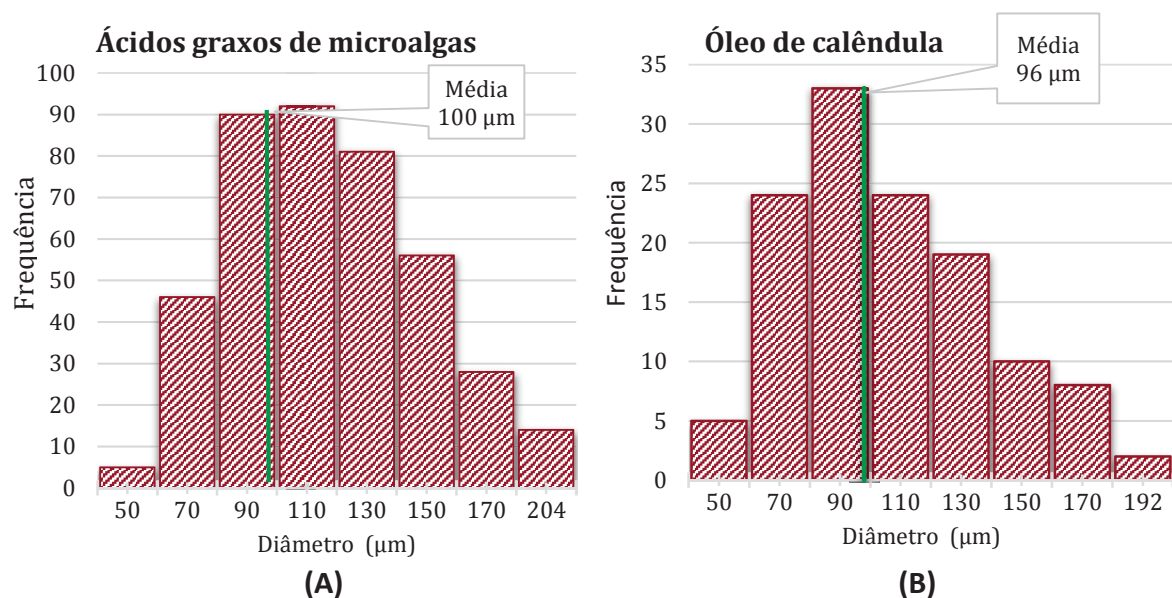 Ácidos graxos de microalgas
Média
100 µm
Frequência
100
90
80
70
60
50
40
30
20
10
0
50 70 90 110 130 150 170 204
Diâmetro (µm)
(A)
Óleo de calêndula
Média
96 µm
Frequência
35
30
25
20
15
10
5
0
50 70 90 110 130 150 170 192
Diâmetro (µm)
(B)